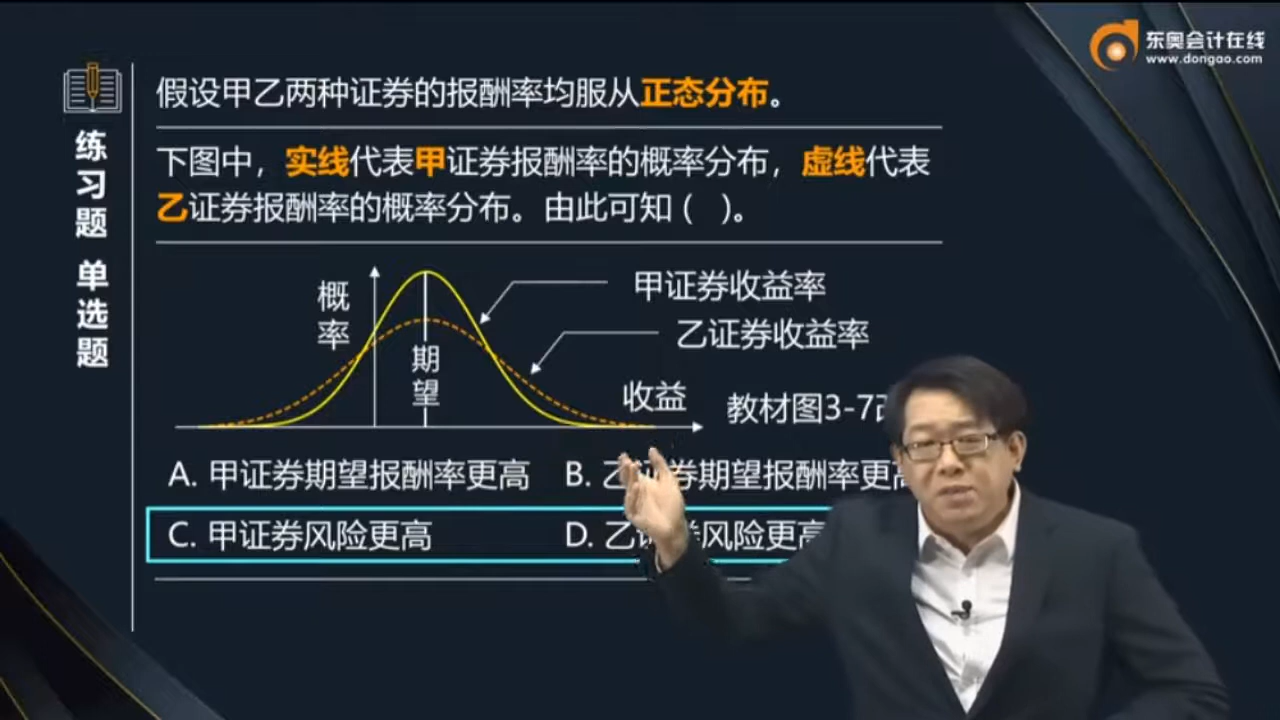 东奥会计在线
www.dongao.com
练习题 单选题
假设甲乙两种证券的报酬率均服从正态分布。
下图中，实线代表甲证券报酬率的概率分布，虚线代表
乙证券报酬率的概率分布。由此可知 (   )。
概率
期望
甲证券收益率
乙证券收益率
收益
教材图3-7
A. 甲证券期望报酬率更高
B. 乙证券期望报酬率更高
C. 甲证券风险更高
D. 乙证券风险更高